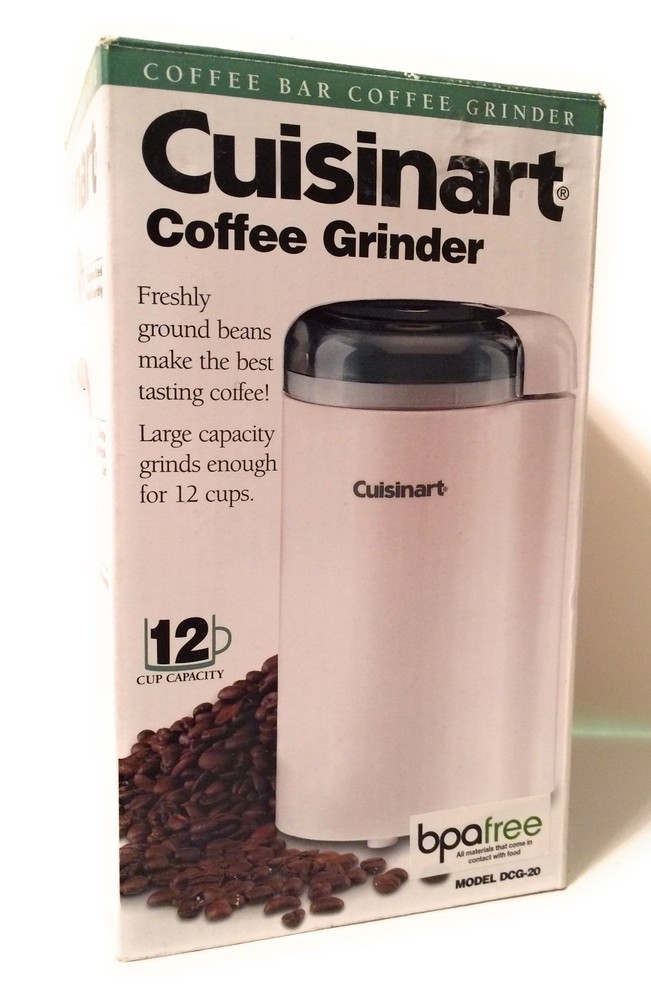 COFFEE BAR COFFEE GRINDER
Cuisinart®
Coffee Grinder
Freshly
ground beans
make the best
tasting coffee!
Large capacity
grinds enough
for 12 cups.
Cuisinart®
12
CUP CAPACITY
bpafree
All materials that come in
contact with food
MODEL DCG-20